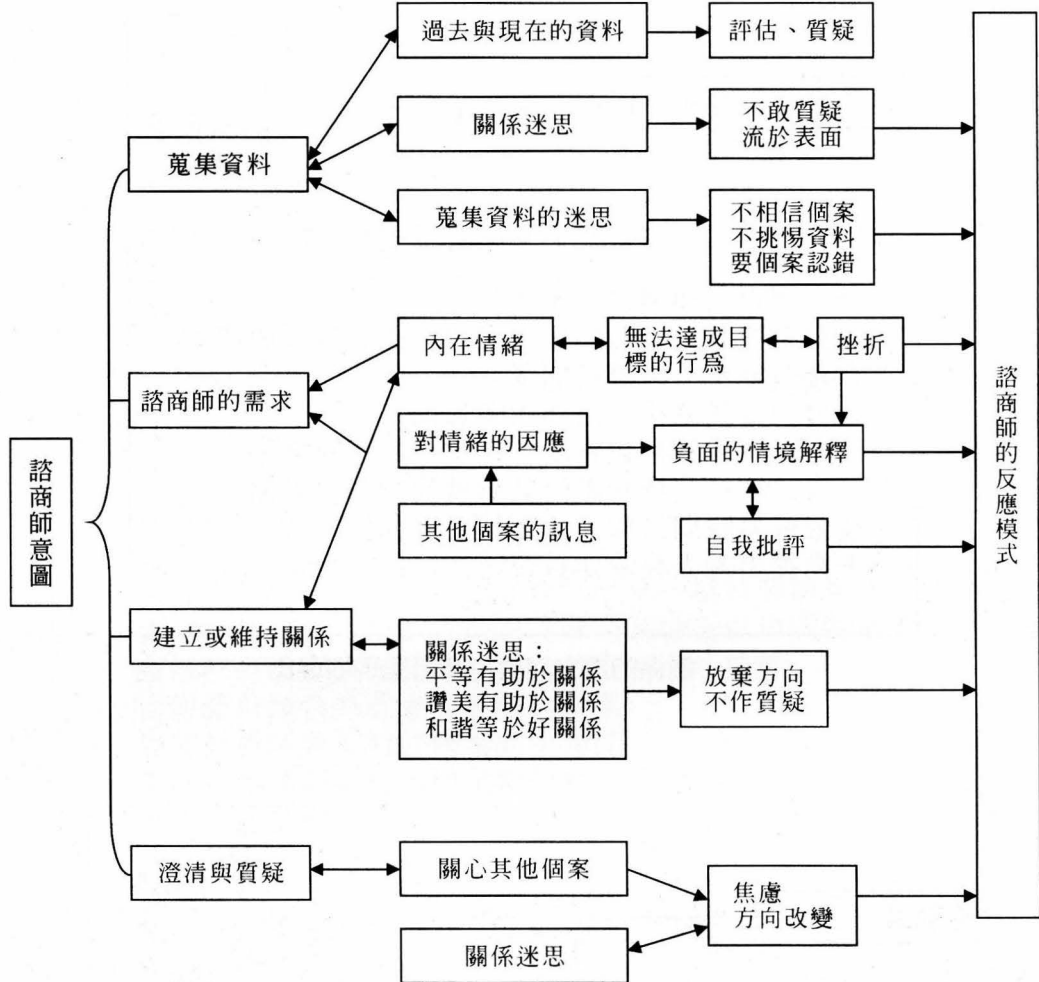 過去與現在的資料
評估、質疑
關係迷思
不敢質疑
流於表面
蒐集資料
蒐集資料的迷思
不相信個案
不挑惕資料
要個案認錯
內在情緒
無法達成目
標的行為
挫折
諮商師的需求
對情緒的因應
負面的情境解釋
諮商師意圖
其他個案的訊息
自我批評
諮商師的反應模式
建立或維持關係
關係迷思：
平等有助於關係
讚美有助於關係
和諧等於好關係
放棄方向
不作質疑
澄清與質疑
關心其他個案
焦慮
方向改變
關係迷思